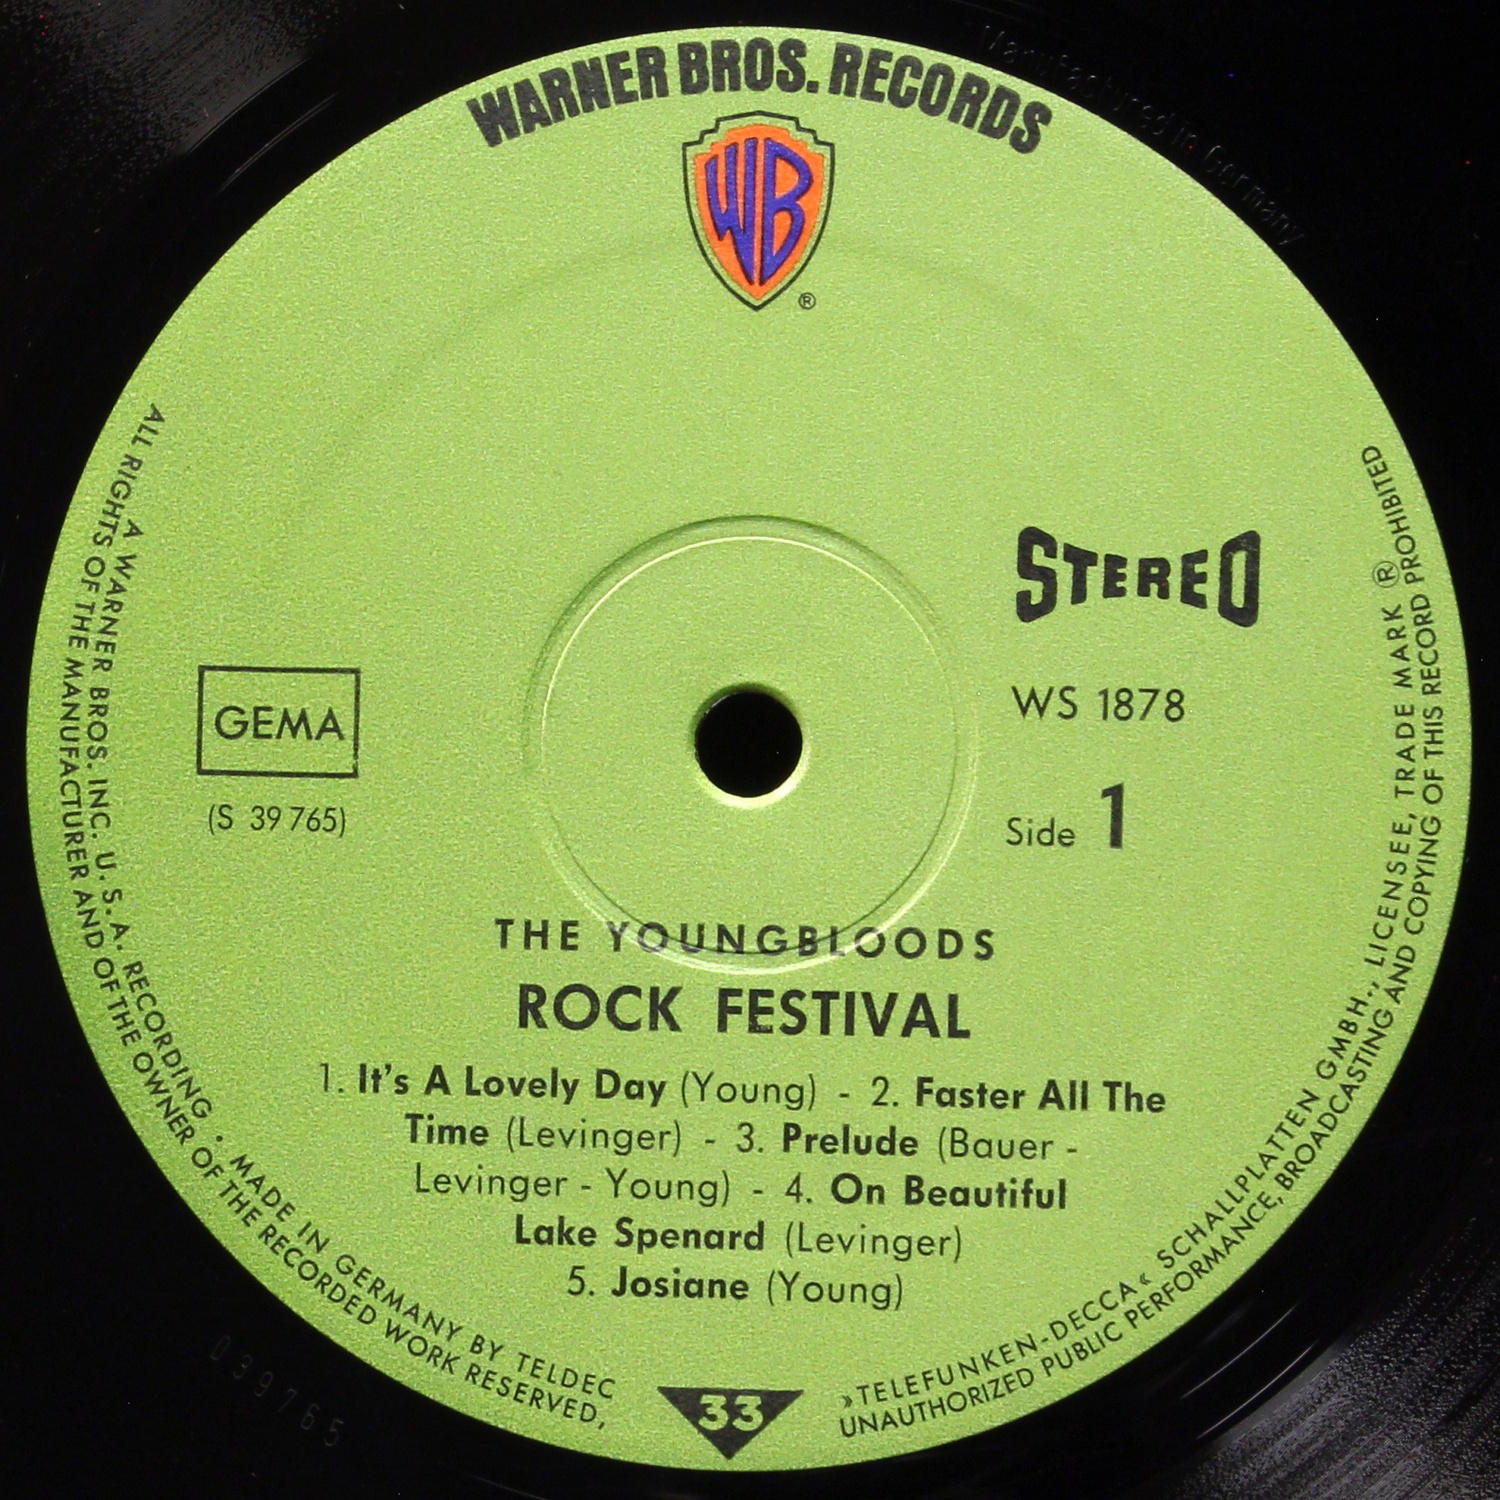 Manufactured in Germany
WARNER BROS. RECORDS
WB
®
STEREO
GEMA
WS 1878
(S 39 765)
Side 1
THE YOUNGBLOODS
ROCK FESTIVAL
1. It's A Lovely Day (Young) - 2. Faster All The
Time (Levinger) - 3. Prelude (Bauer -
Levinger - Young) - 4. On Beautiful
Lake Spenard (Levinger)
5. Josiane (Young)
33
A WARNER BROS. INC. U. S. A. RECORDING • MADE IN GERMANY BY TELDEC
»TELEFUNKEN-DECCA« SCHALLPLATTEN GMBH., LICENSEE, TRADE MARK ®
ALL RIGHTS OF THE MANUFACTURER AND OF THE OWNER OF THE RECORDED WORK RESERVED,
UNAUTHORIZED PUBLIC PERFORMANCE, BROADCASTING AND COPYING OF THIS RECORD PROHIBITED
039765